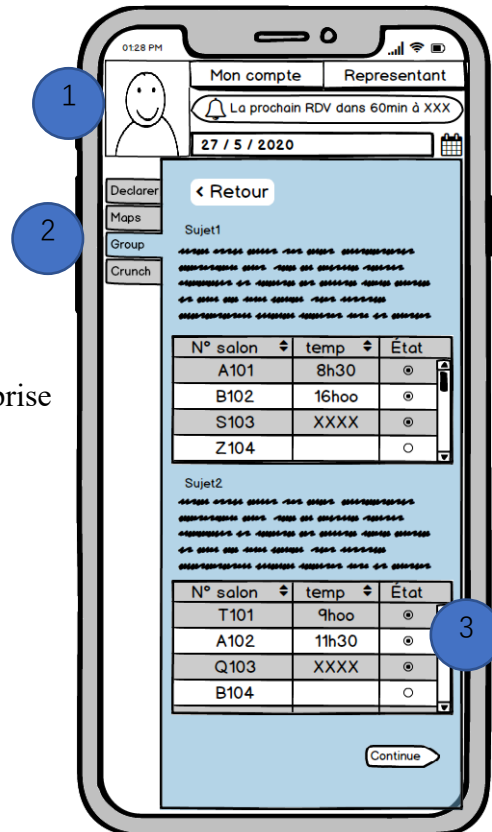 01:28 PM
1
Mon compte Representant
La prochain RDV dans 60min à XXX
27 / 5 / 2020
Declarer
< Retour
Maps
2
Group
Sujet1
Crunch
N° salon temp État
A101 8h30
prise
B102 16hoo
S103 XXXX
Z104
Sujet2
N° salon temp État
T101 9hoo
3
A102 11h30
Q103 XXXX
B104
Continue